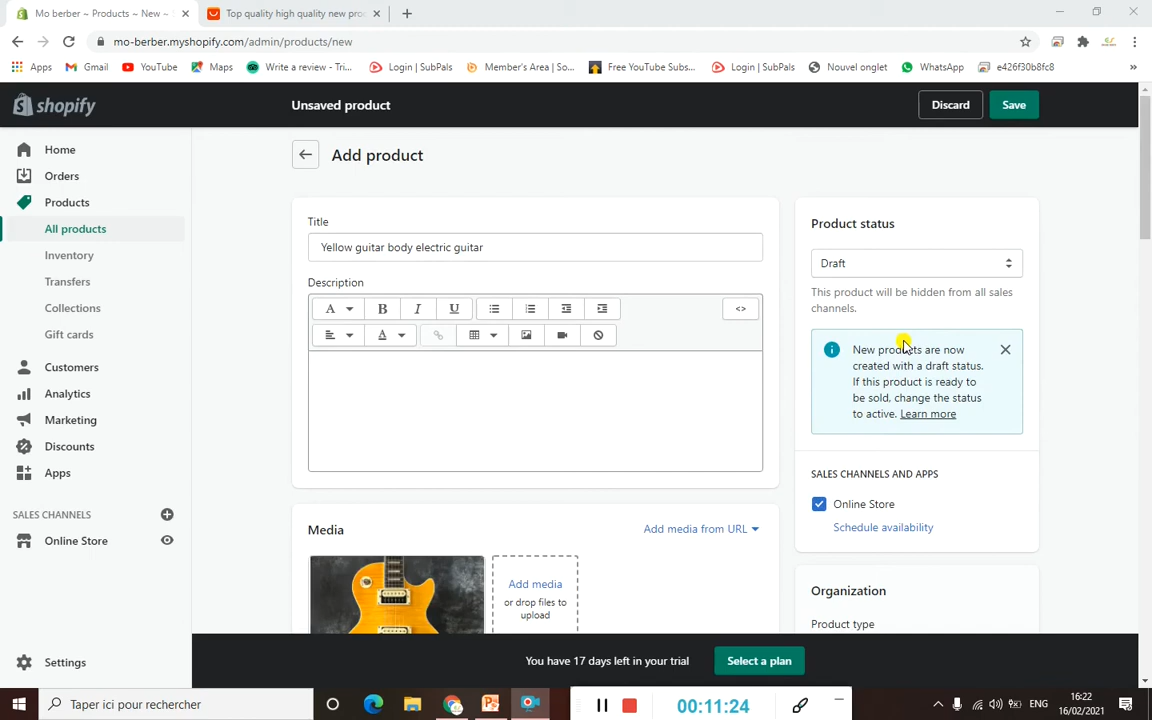 Mo berber ~ Products ~ New ~ S
Top quality high quality new pro
mo-berber.myshopify.com/admin/products/new
Apps
Gmail
YouTube
Maps
Write a review - Tri...
Login | SubPals
Member's Area | So...
Free YouTube Subs...
Login | SubPals
Nouvel onglet
WhatsApp
e426f30b8fc8
»
shopify
Unsaved product
Discard
Save
Home
Orders
Products
All products
Inventory
Transfers
Collections
Gift cards
Customers
Analytics
Marketing
Discounts
Apps
SALES CHANNELS
Online Store
Settings
Add product
Title
Yellow guitar body electric guitar
Description
A
B
I
U
<>
A
Media
Add media from URL
Add media
or drop files to
upload
Product status
Draft
This product will be hidden from all sales
channels.
New products are now
created with a draft status.
If this product is ready to
be sold, change the status
to active. Learn more
SALES CHANNELS AND APPS
Online Store
Schedule availability
Organization
Product type
You have 17 days left in your trial
Select a plan
Taper ici pour rechercher
00:11:24
ENG
16:22
16/02/2021